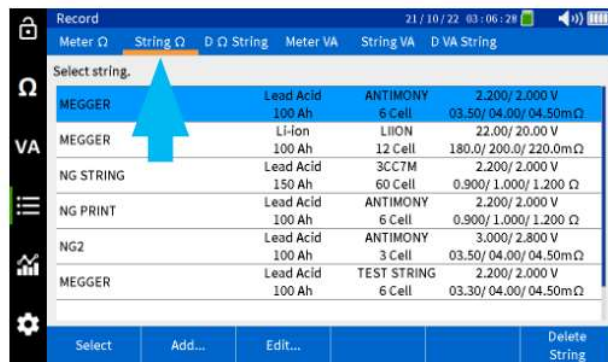 Record 21/10/22 03:06:28
Meter Ω String Ω D Ω String Meter VA String VA D VA String
Select string.
Ω
VA
MEGGER Lead Acid ANTIMONY 2.200/ 2.000 V
100 Ah 6 Cell 03.50/ 04.00/ 04.50mΩ
MEGGER Li-ion LIION 22.00/ 20.00 V
100 Ah 12 Cell 180.0/ 200.0/ 220.0mΩ
NG STRING Lead Acid 3CC7M 2.200/ 2.000 V
150 Ah 60 Cell 0.900/ 1.000/ 1.200 Ω
NG PRINT Lead Acid ANTIMONY 2.200/ 2.000 V
100 Ah 6 Cell 0.900/ 1.000/ 1.200 Ω
NG2 Lead Acid ANTIMONY 3.000/ 2.800 V
100 Ah 3 Cell 03.50/ 04.00/ 04.50mΩ
MEGGER Lead Acid TEST STRING 2.200/ 2.000 V
100 Ah 6 Cell 03.30/ 04.00/ 04.50mΩ
Select Add... Edit... Delete
String